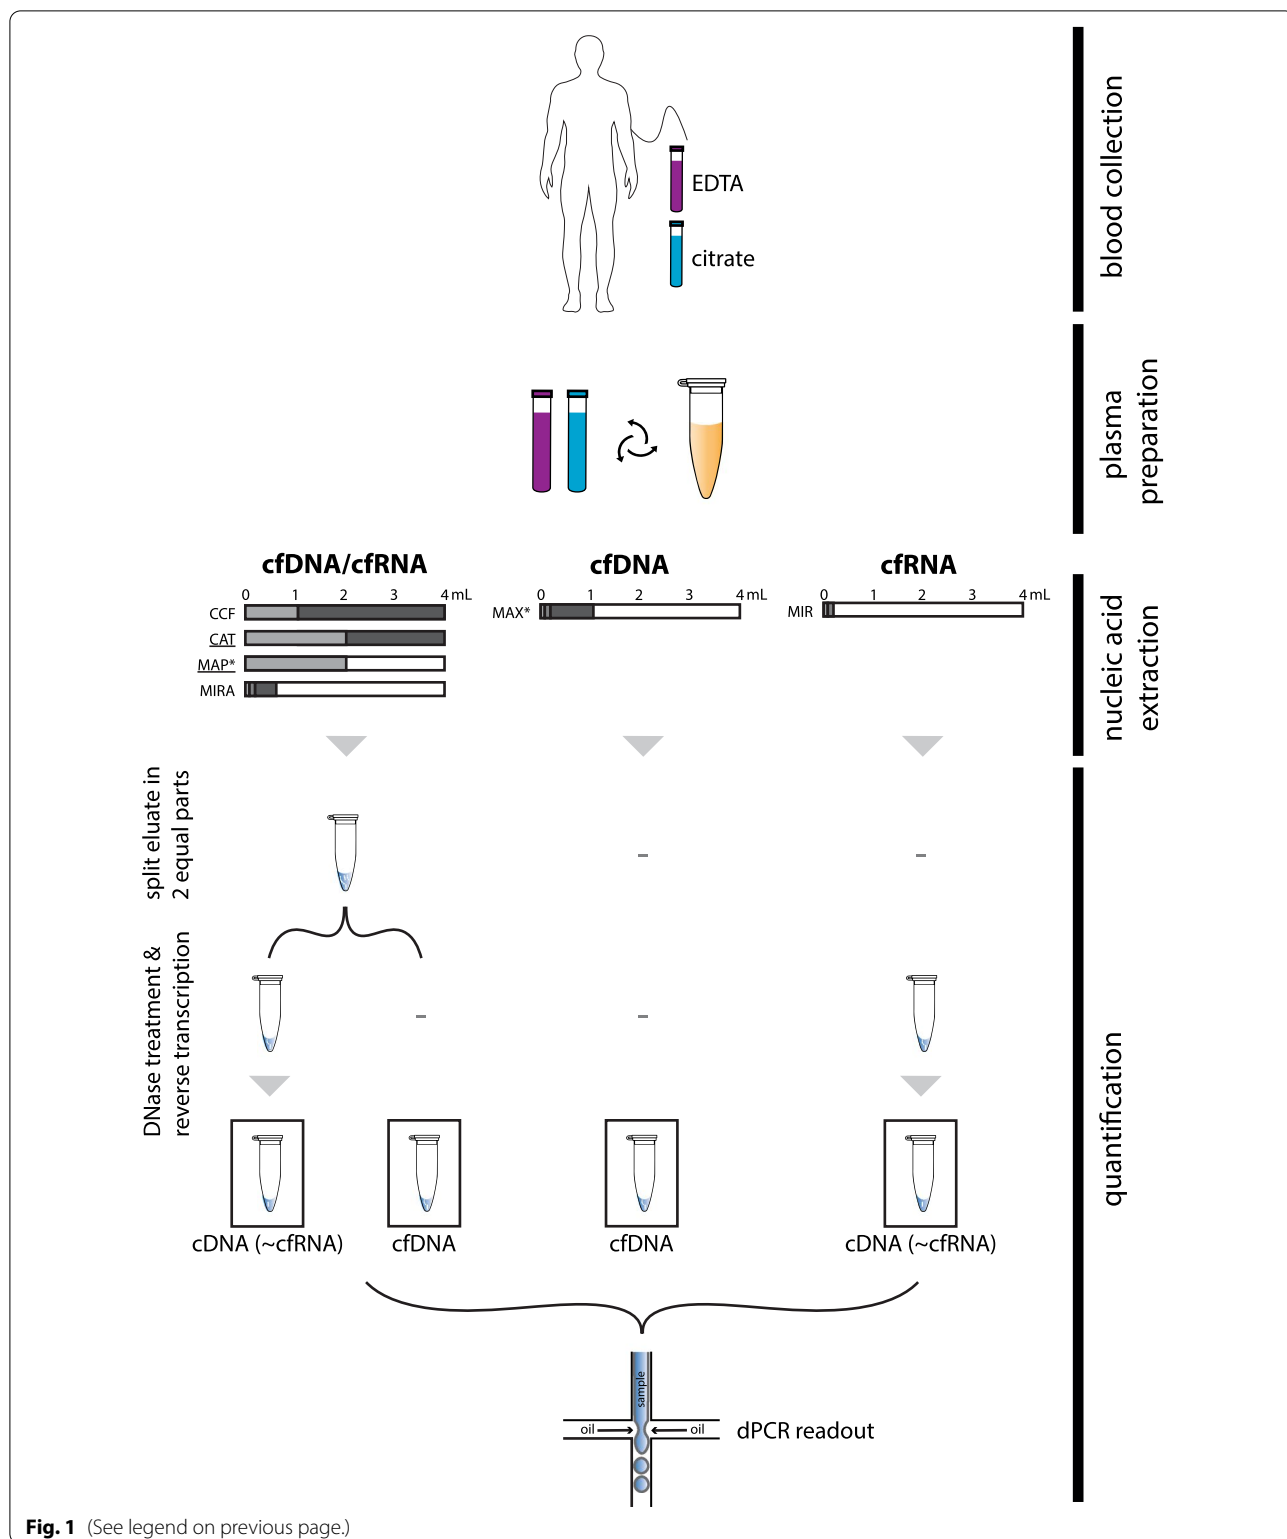 EDTA
citrate
blood collection
plasma
preparation
cfDNA/cfRNA
0 1 2 3 4 mL
CCF
CAT
MAP*
MIRA
cfDNA
0 1 2 3 4 mL
MAX*
cfRNA
0 1 2 3 4 mL
MIR
nucleic acid
extraction
split eluate in
2 equal parts
-
-
DNase treatment &
reverse transcription
-
-
cDNA (~cfRNA)
cfDNA
cfDNA
cDNA (~cfRNA)
quantification
sample
oil
oil
dPCR readout
Fig. 1 (See legend on previous page.)